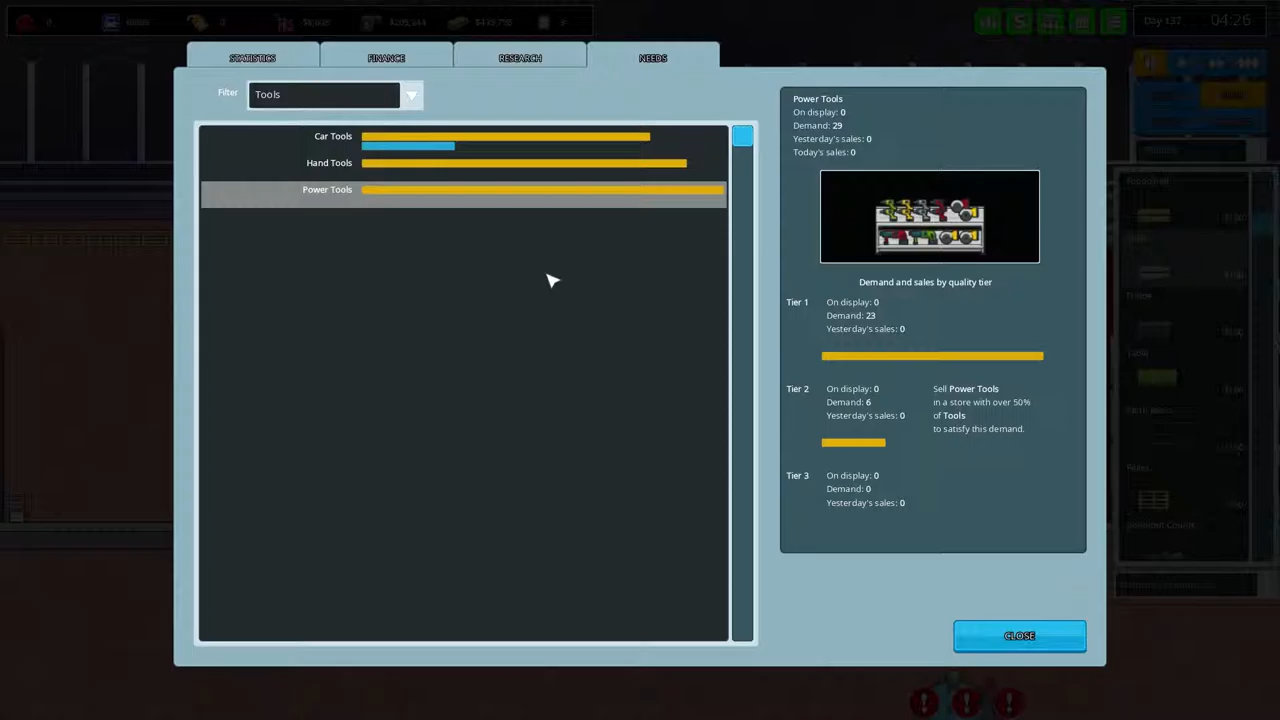 Day 137
04:26
STATISTICS
FINANCE
RESEARCH
NEEDS
Filter
Tools
Car Tools
Hand Tools
Power Tools
Power Tools
On display: 0
Demand: 29
Yesterday's sales: 0
Today's sales: 0
Demand and sales by quality tier
Tier 1
On display: 0
Demand: 23
Yesterday's sales: 0
Tier 2
On display: 0
Demand: 6
Yesterday's sales: 0
Sell Power Tools
in a store with over 50%
of Tools
to satisfy this demand.
Tier 3
On display: 0
Demand: 0
Yesterday's sales: 0
CLOSE